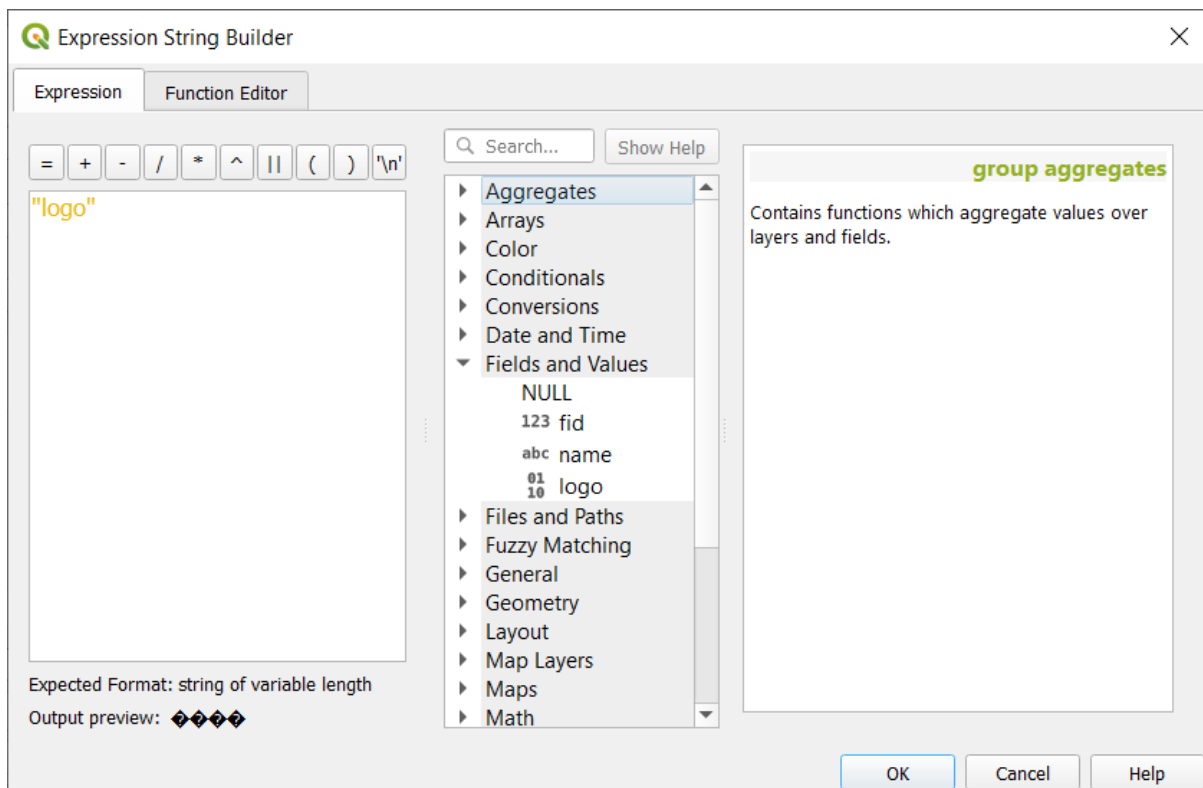 Expression String Builder
Expression
Function Editor
= + - / * ^ || ( ) '\n'
"logo"
Expected Format: string of variable length
Output preview: ����
Search...
Show Help
Aggregates
Arrays
Color
Conditionals
Conversions
Date and Time
Fields and Values
NULL
123 fid
abc name
01
10 logo
Files and Paths
Fuzzy Matching
General
Geometry
Layout
Map Layers
Maps
Math
group aggregates
Contains functions which aggregate values over
layers and fields.
OK
Cancel
Help